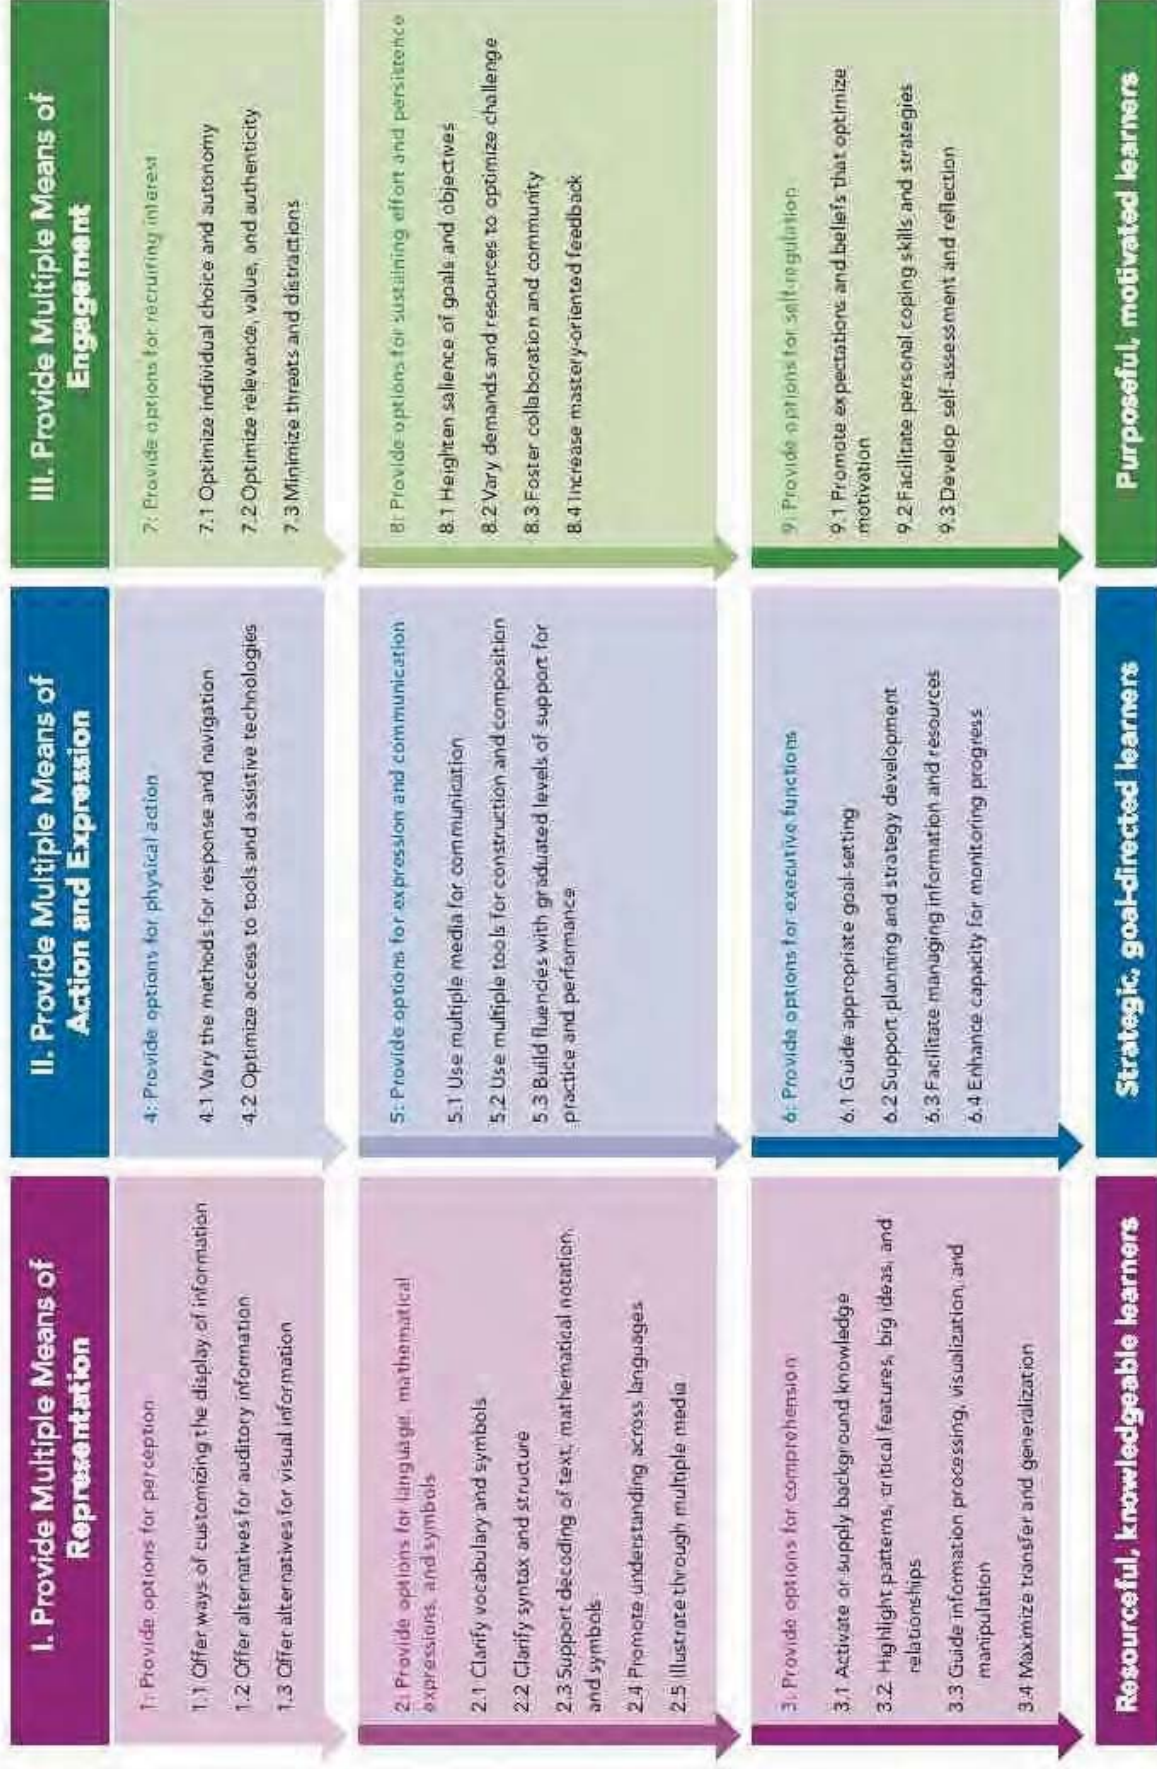 I. Provide Multiple Means of
Representation
1: Provide options for perception
1.1 Offer ways of customizing the display of information
1.2 Offer alternatives for auditory information
1.3 Offer alternatives for visual information
2: Provide options for language, mathematical
expressions, and symbols
2.1 Clarify vocabulary and symbols
2.2 Clarify syntax and structure
2.3 Support decoding of text, mathematical notation,
and symbols
2.4 Promote understanding across languages
2.5 Illustrate through multiple media
3: Provide options for comprehension
3.1 Activate or supply background knowledge
3.2. Highlight patterns, critical features, big ideas, and
relationships
3.3 Guide information processing, visualization, and
manipulation
3.4 Maximize transfer and generalization
Resourceful, knowledgeable learners
II. Provide Multiple Means of
Action and Expression
4: Provide options for physical action
4.1 Vary the methods for response and navigation
4.2 Optimize access to tools and assistive technologies
5: Provide options for expression and communication
5.1 Use multiple media for communication
5.2 Use multiple tools for construction and composition
5.3 Build fluencies with graduated levels of support for
practice and performance
6: Provide options for executive functions
6.1 Guide appropriate goal-setting
6.2 Support planning and strategy development
6.3 Facilitate managing information and resources
6.4 Enhance capacity for monitoring progress
Strategic, goal-directed learners
III. Provide Multiple Means of
Engagement
7: Provide options for recruiting interest
7.1 Optimize individual choice and autonomy
7.2 Optimize relevance, value, and authenticity
7.3 Minimize threats and distractions
8: Provide options for sustaining effort and persistence
8.1 Heighten salience of goals and objectives
8.2 Vary demands and resources to optimize challenge
8.3 Foster collaboration and community
8.4 Increase mastery-oriented feedback
9: Provide options for self-regulation
9.1 Promote expectations and beliefs that optimize
motivation
9.2 Facilitate personal coping skills and strategies
9.3 Develop self-assessment and reflection
Purposeful, motivated learners